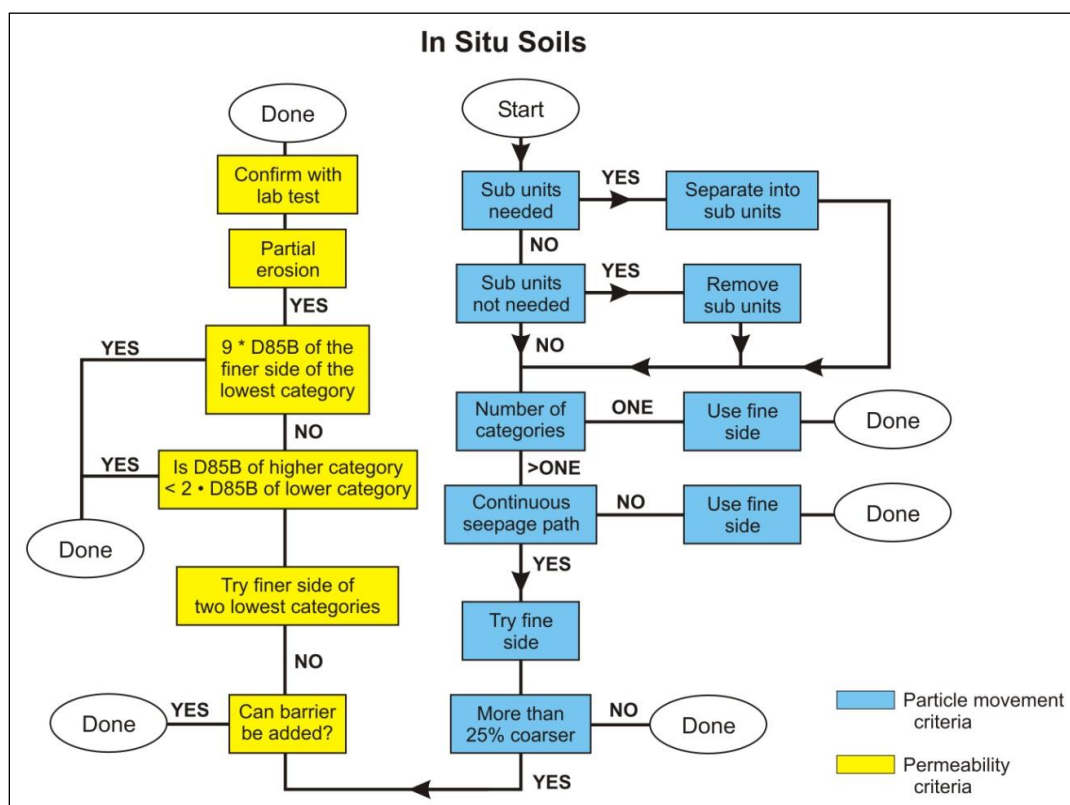 In Situ Soils
Start
Sub units
needed
YES
Separate into
sub units
NO
Sub units
not needed
YES
Remove
sub units
NO
Number of
categories
ONE
Use fine
side
Done
>ONE
Continuous
seepage path
NO
Use fine
side
Done
YES
Try fine
side
More than
25% coarser
NO
Done
YES
Can barrier
be added?
YES
Done
NO
Try finer side of
two lowest categories
Is D85B of higher category
< 2 • D85B of lower category
YES
Done
NO
9 * D85B of the
finer side of the
lowest category
YES
YES
Partial
erosion
Confirm with
lab test
Done
Particle movement
criteria
Permeability
criteria